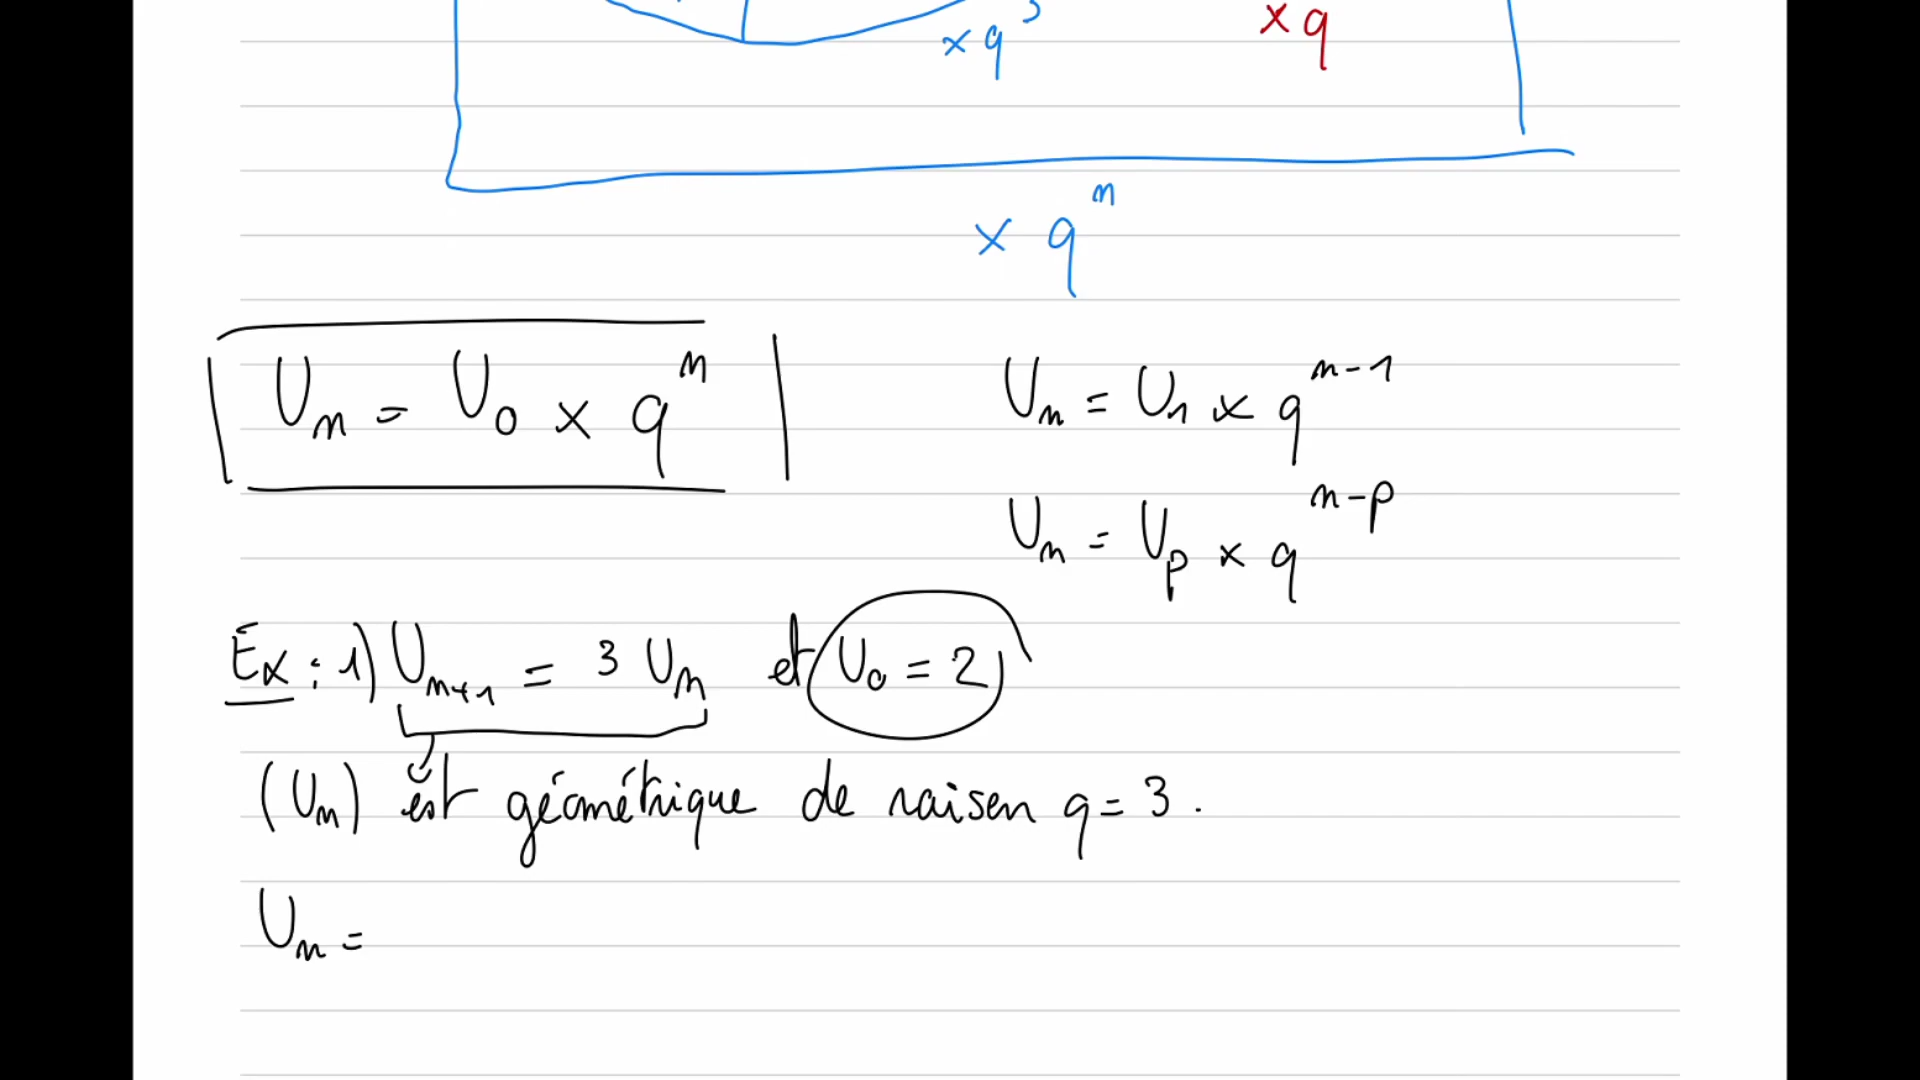 × q³
× q
× qⁿ
Uₙ = U₀ × qⁿ
Uₙ = U₁ × qⁿ⁻¹
Uₙ = Uₚ × qⁿ⁻ᵖ
Ex : 1) Uₙ₊₁ = 3 Uₙ et U₀ = 2
(Uₙ) est géométrique de raison q = 3 .
Uₙ =